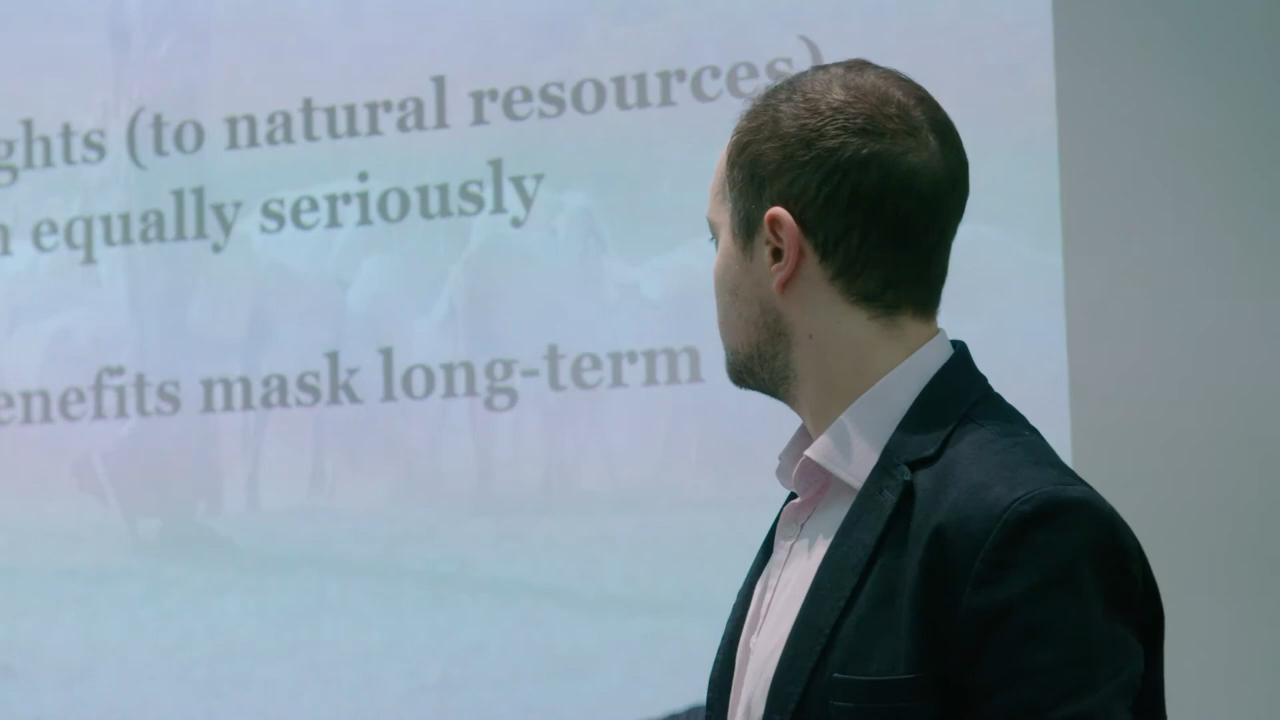 ghts (to natural resources)
equally seriously
enefits mask long-term